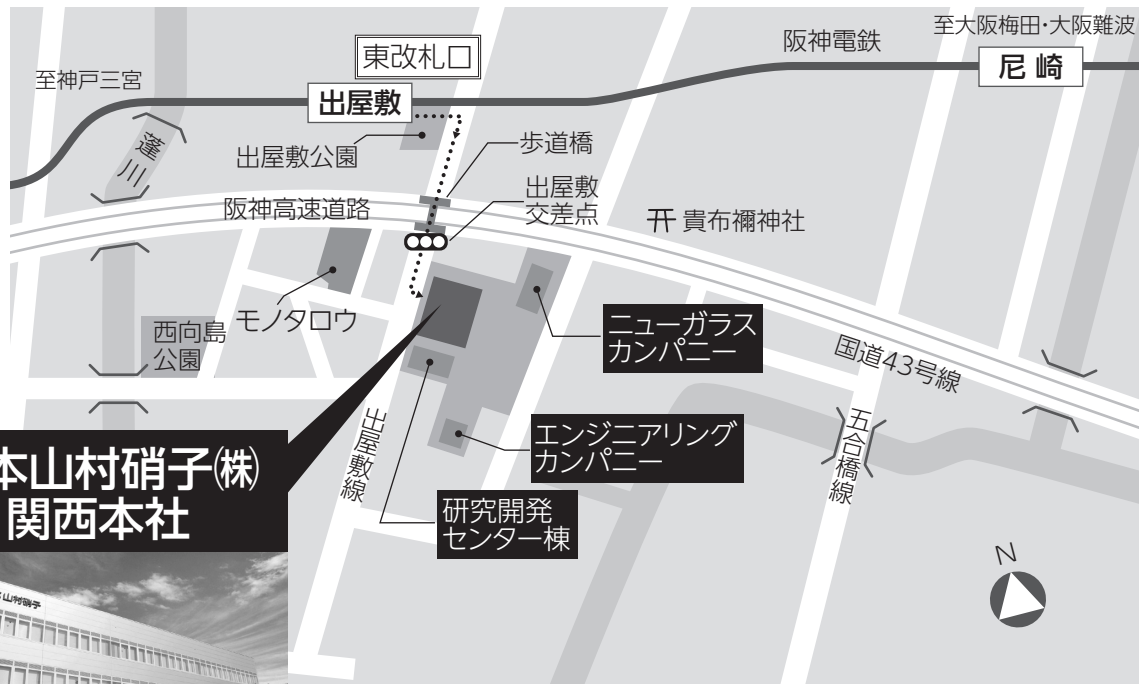 至大阪梅田・大阪難波
阪神電鉄
尼崎
東改札口
至神戸三宮
出屋敷
蓬川
出屋敷公園
歩道橋
出屋敷
交差点
阪神高速道路
貴布禰神社
モノタロウ
西向島
公園
ニューガラス
カンパニー
国道43号線
出屋敷線
五合橋線
エンジニアリング
カンパニー
本山村硝子㈱
関西本社
研究開発
センター棟
N
山村硝子